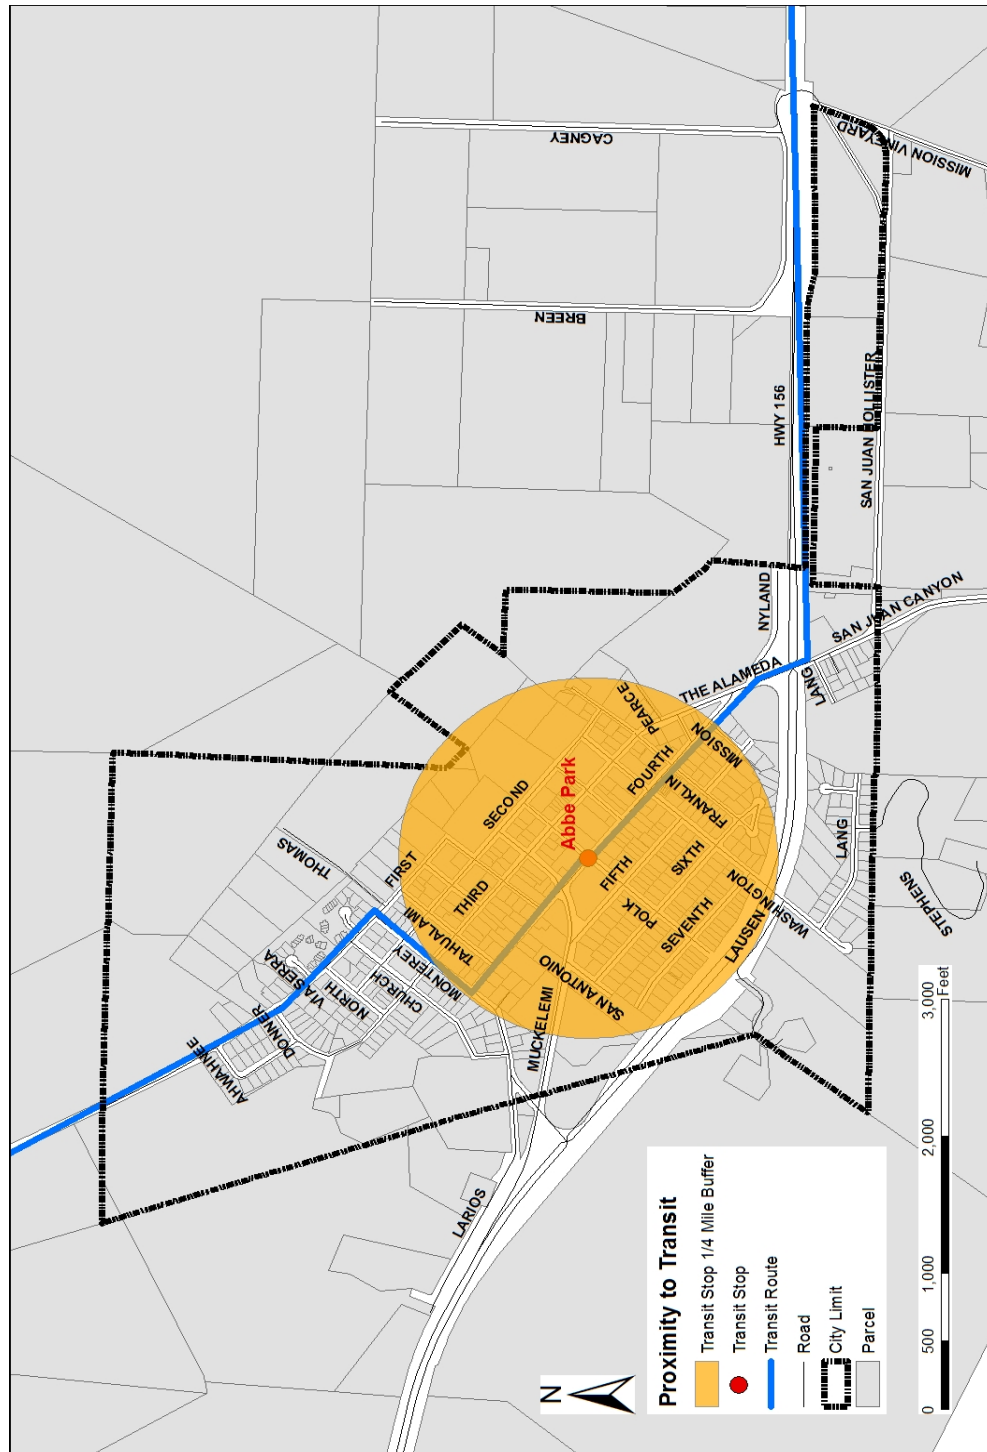 CAGNEY
BREEN
MISSION VINEYARD
HWY 156
SAN JUAN HOLLISTER
NYLAND
SAN JUAN CANYON
THE ALAMEDA
LANG
PEARCE
MISSION
FOURTH
FRANKLIN
SECOND
Abbe Park
THOMAS
FIRST
THIRD
TAHUALAMI
FIFTH
SIXTH
POLK
SEVENTH
WASHINGTON
LAUSEN
LANG
STEPHENS
VIA SERRA
NORTH
CHURCH
MONTEREY
DONNER
AHWAHNEE
SAN ANTONIO
MUCKELEMI
LARIOS
N
Proximity to Transit
Transit Stop 1/4 Mile Buffer
Transit Stop
Transit Route
Road
City Limit
Parcel
0 500 1,000 2,000 3,000
Feet